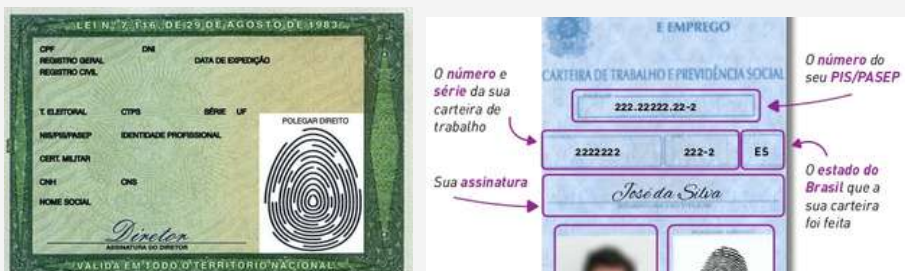 LEI Nº 7.116, DE 29 DE AGOSTO DE 1983
CPF DNI
REGISTRO GERAL DATA DE EXPEDIÇÃO
REGISTRO CIVIL
T. ELEITORAL CTPS SÉRIE UF
POLEGAR DIREITO
NIS/PIS/PASEP IDENTIDADE PROFISSIONAL
CERT. MILITAR
CNH CNS
NOME SOCIAL
Diretor
ASSINATURA DO DIRETOR
VALIDA EM TODO O TERRITORIO NACIONAL
E EMPREGO
CARTEIRA DE TRABALHO E PREVIDÊNCIA SOCIAL
222.22222.22-2
2222222 222-2 ES
José da Silva
O número e
série da sua
carteira de
trabalho
Sua assinatura
O número do
seu PIS/PASEP
O estado do
Brasil que a
sua carteira
foi feita